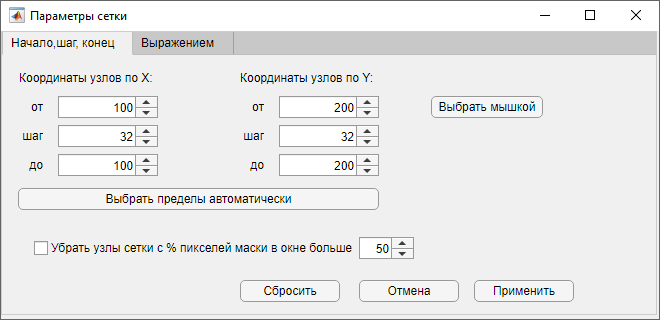 Параметры сетки
Начало,шаг, конец Выражением
Координаты узлов по X: Координаты узлов по Y:
от 100 от 200 Выбрать мышкой
шаг 32 шаг 32
до 100 до 200
Выбрать пределы автоматически
Убрать узлы сетки с % пикселей маски в окне больше 50
Сбросить Отмена Применить